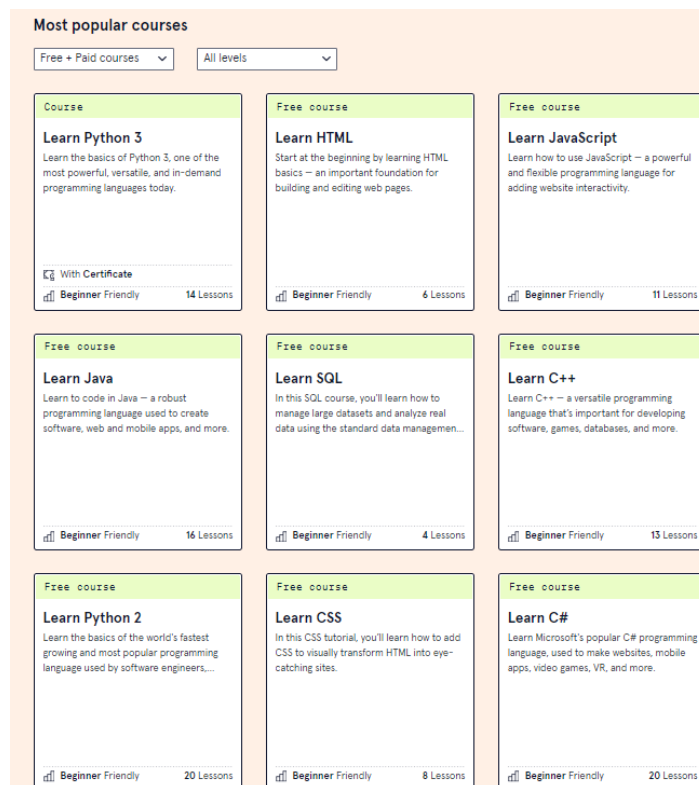 Most popular courses
Free + Paid courses
All levels
Course
Learn Python 3
Learn the basics of Python 3, one of the
most powerful, versatile, and in-demand
programming languages today.
With Certificate
Beginner Friendly
14 Lessons
Free course
Learn HTML
Start at the beginning by learning HTML
basics — an important foundation for
building and editing web pages.
Beginner Friendly
6 Lessons
Free course
Learn JavaScript
Learn how to use JavaScript — a powerful
and flexible programming language for
adding website interactivity.
Beginner Friendly
11 Lessons
Free course
Learn Java
Learn to code in Java — a robust
programming language used to create
software, web and mobile apps, and more.
Beginner Friendly
16 Lessons
Free course
Learn SQL
In this SQL course, you'll learn how to
manage large datasets and analyze real
data using the standard data managemen...
Beginner Friendly
4 Lessons
Free course
Learn C++
Learn C++ — a versatile programming
language that's important for developing
software, games, databases, and more.
Beginner Friendly
13 Lessons
Free course
Learn Python 2
Learn the basics of the world's fastest
growing and most popular programming
language used by software engineers,...
Beginner Friendly
20 Lessons
Free course
Learn CSS
In this CSS tutorial, you'll learn how to add
CSS to visually transform HTML into eye-
catching sites.
Beginner Friendly
8 Lessons
Free course
Learn C#
Learn Microsoft's popular C# programming
language, used to make websites, mobile
apps, video games, VR, and more.
Beginner Friendly
20 Lessons